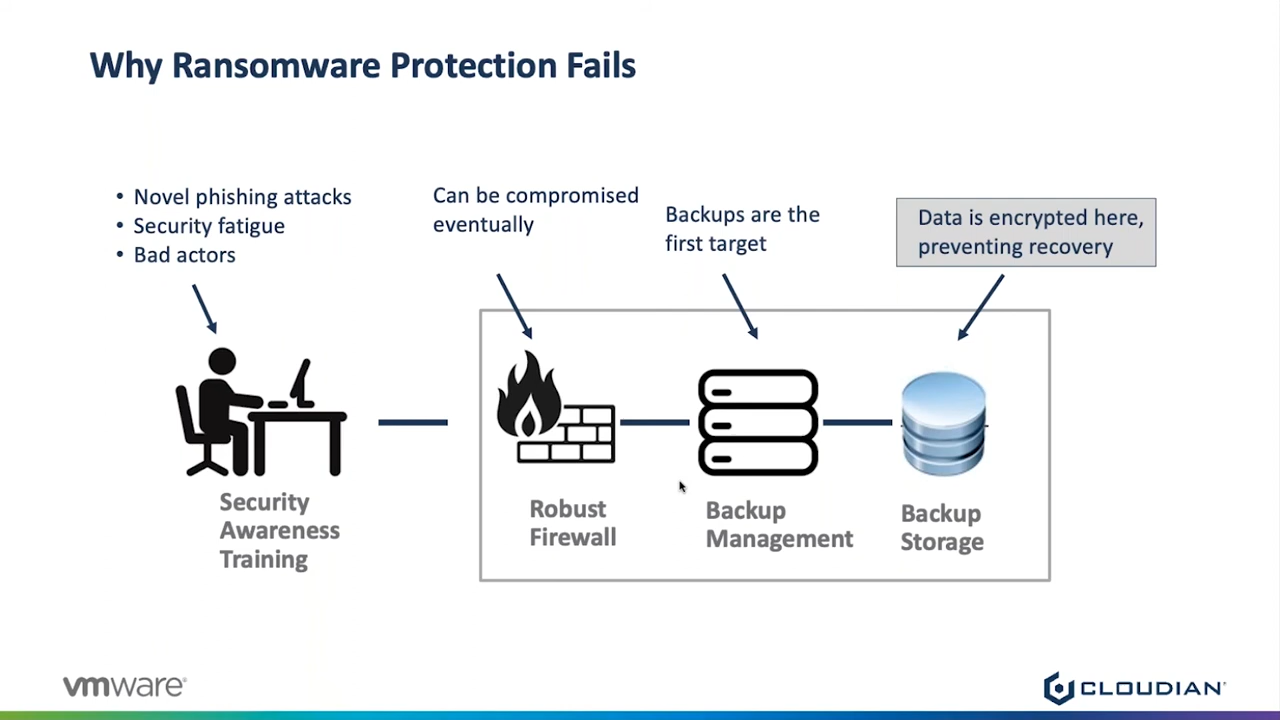 Why Ransomware Protection Fails
• Novel phishing attacks
• Security fatigue
• Bad actors
Can be compromised
eventually
Backups are the
first target
Data is encrypted here,
preventing recovery
Security
Awareness
Training
Robust
Firewall
Backup
Management
Backup
Storage
vmware®
CLOUDIAN®